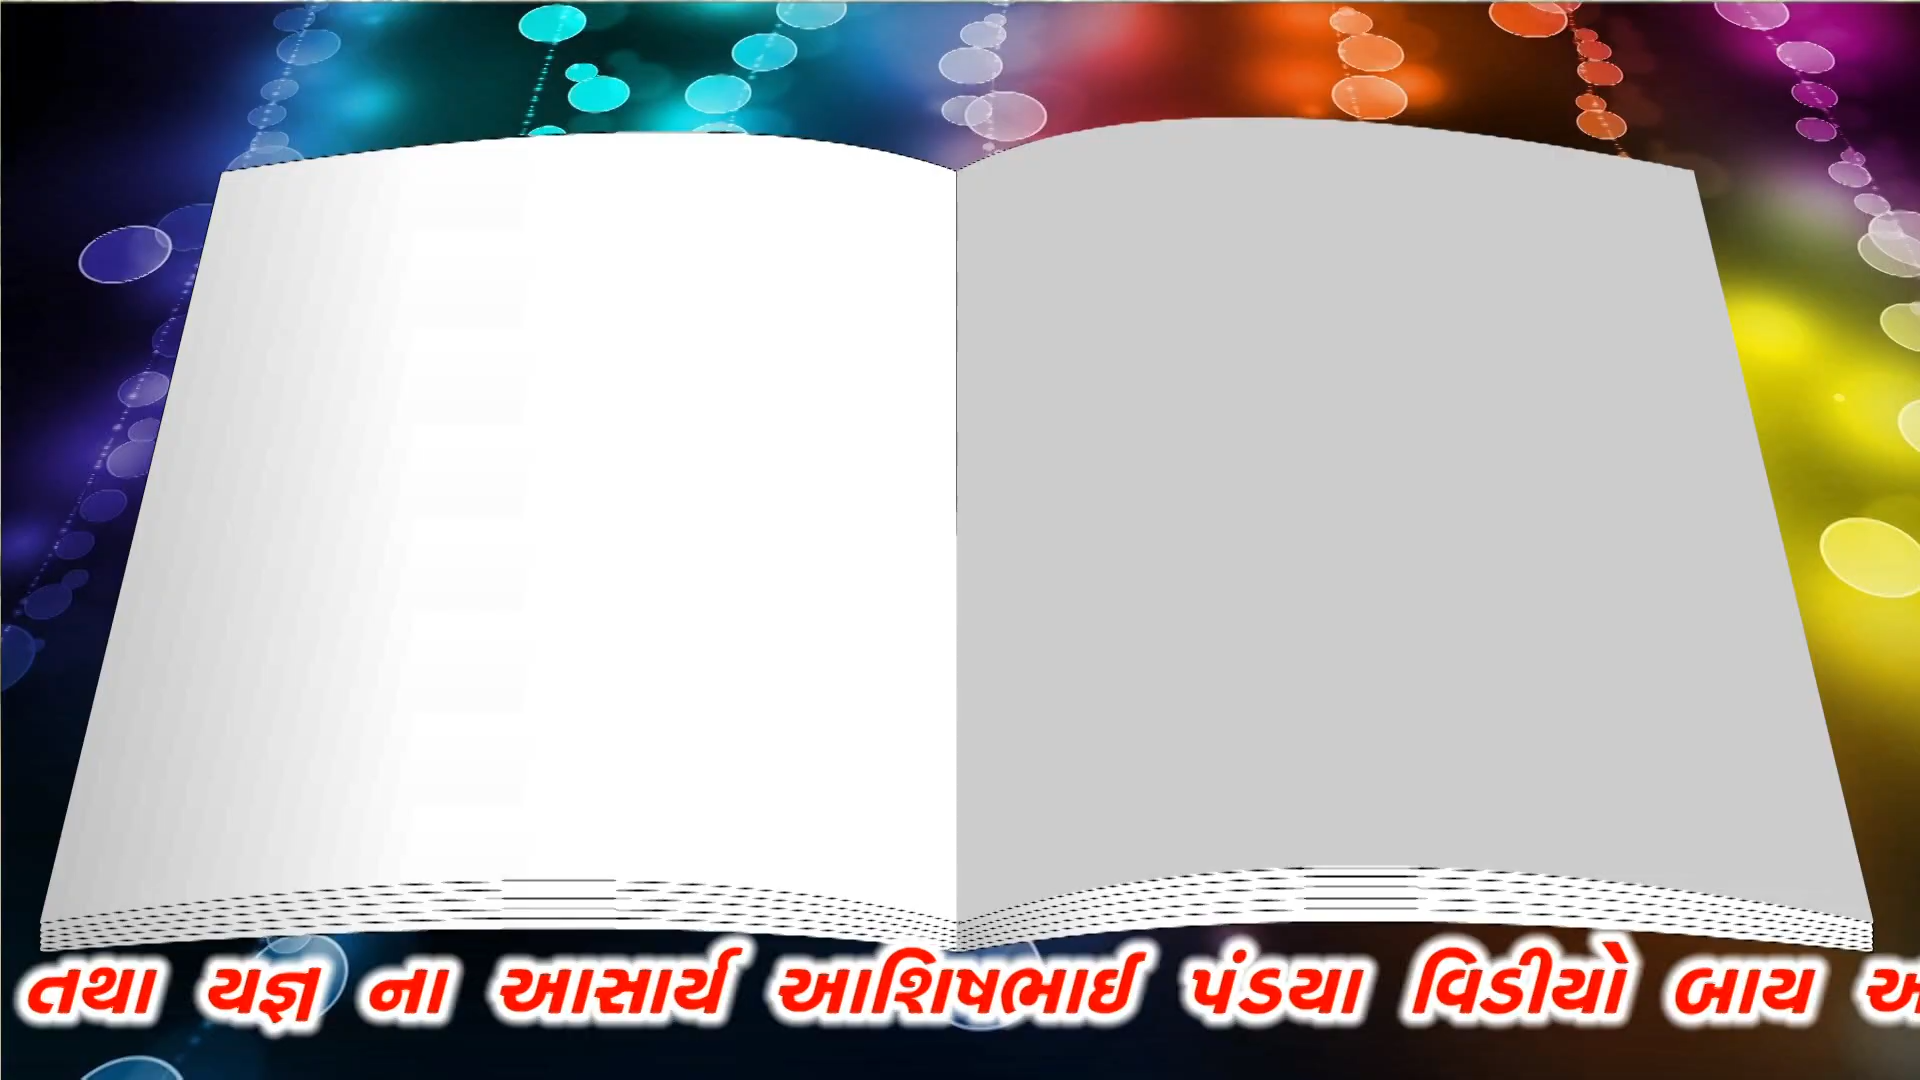 તથા યજ્ઞ ના આસાર્ય આશિષભાઈ પંડયા વિડીયો બાય